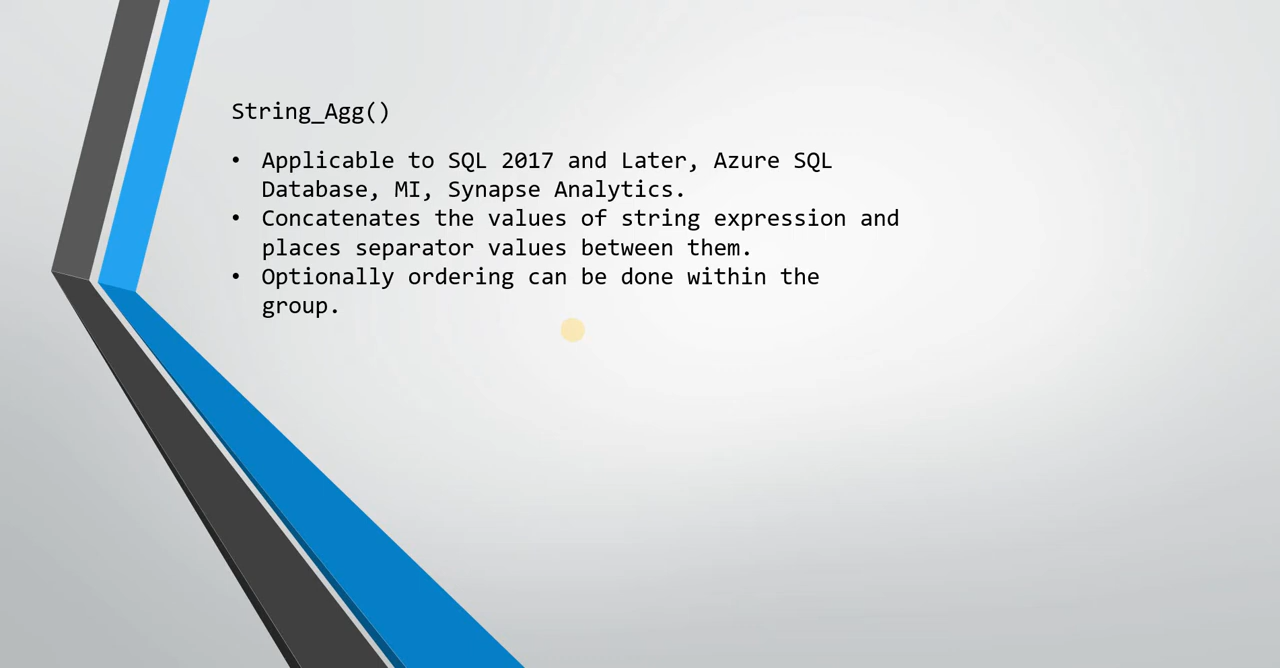 String_Agg()
• Applicable to SQL 2017 and Later, Azure SQL
Database, MI, Synapse Analytics.
• Concatenates the values of string expression and
places separator values between them.
• Optionally ordering can be done within the
group.